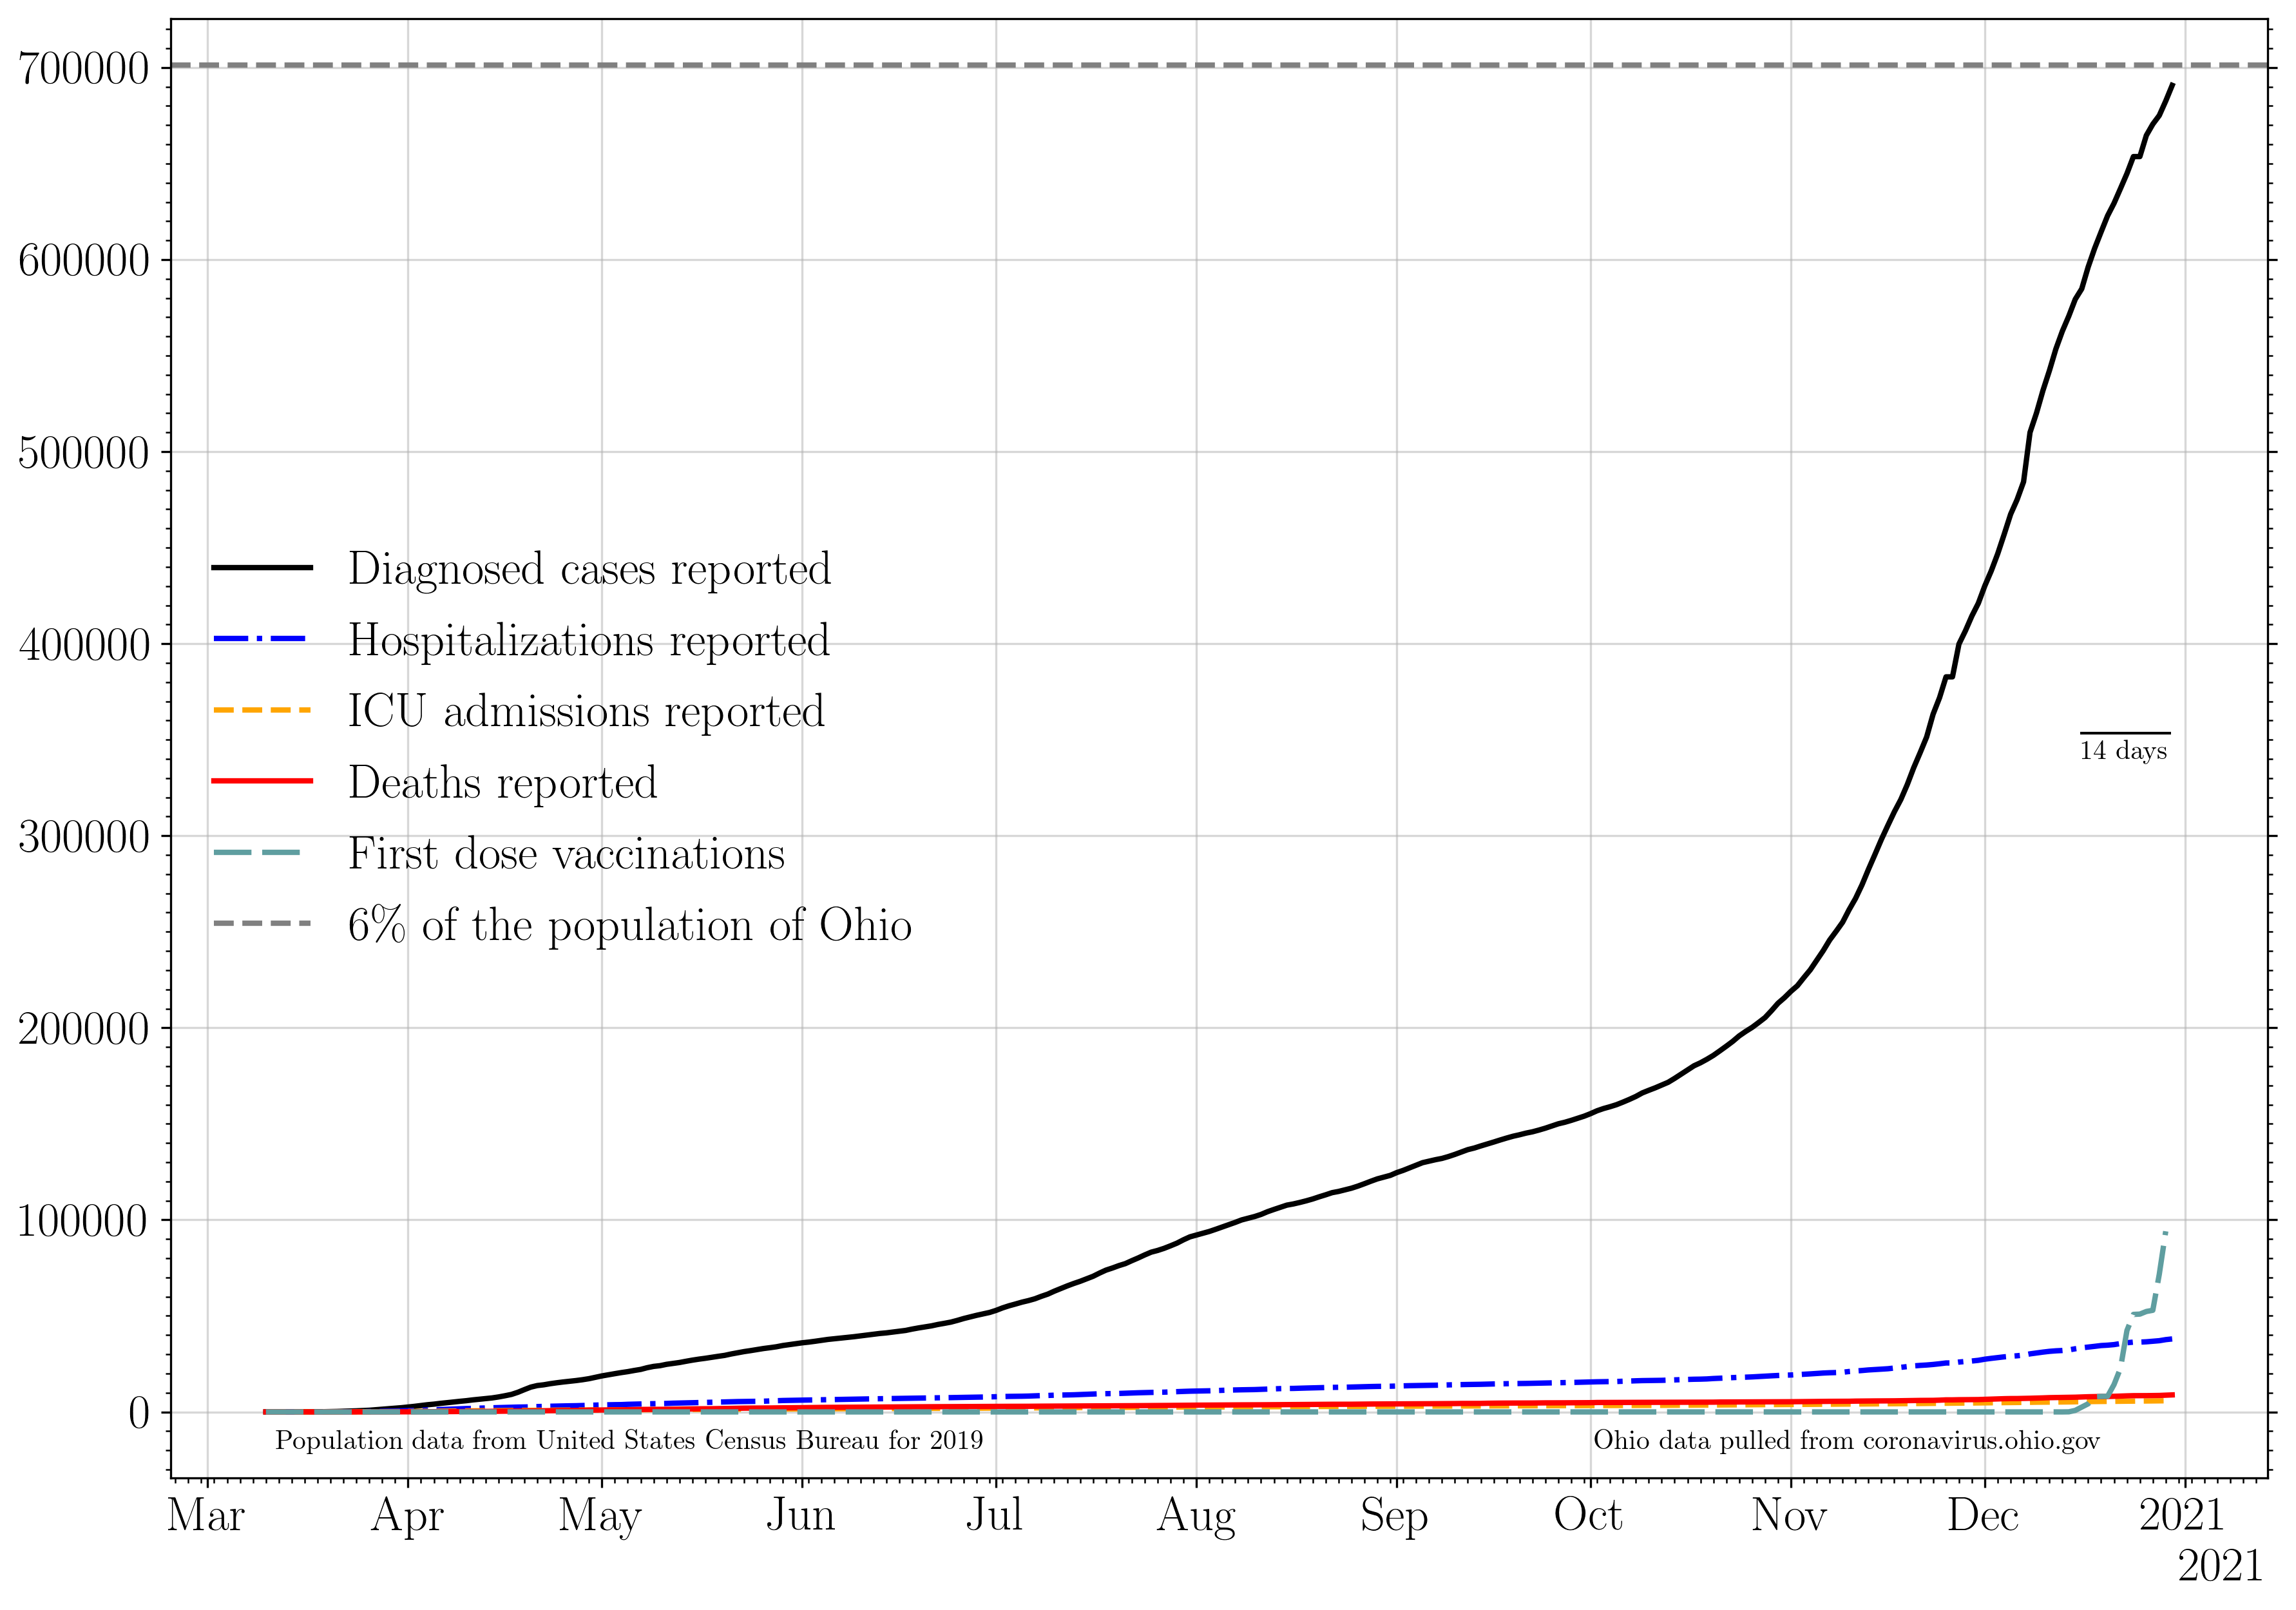 700000
600000
500000
400000
300000
200000
100000
0
Diagnosed cases reported
Hospitalizations reported
ICU admissions reported
Deaths reported
First dose vaccinations
6% of the population of Ohio
14 days
Population data from United States Census Bureau for 2019
Ohio data pulled from coronavirus.ohio.gov
Mar Apr May Jun Jul Aug Sep Oct Nov Dec 2021
2021